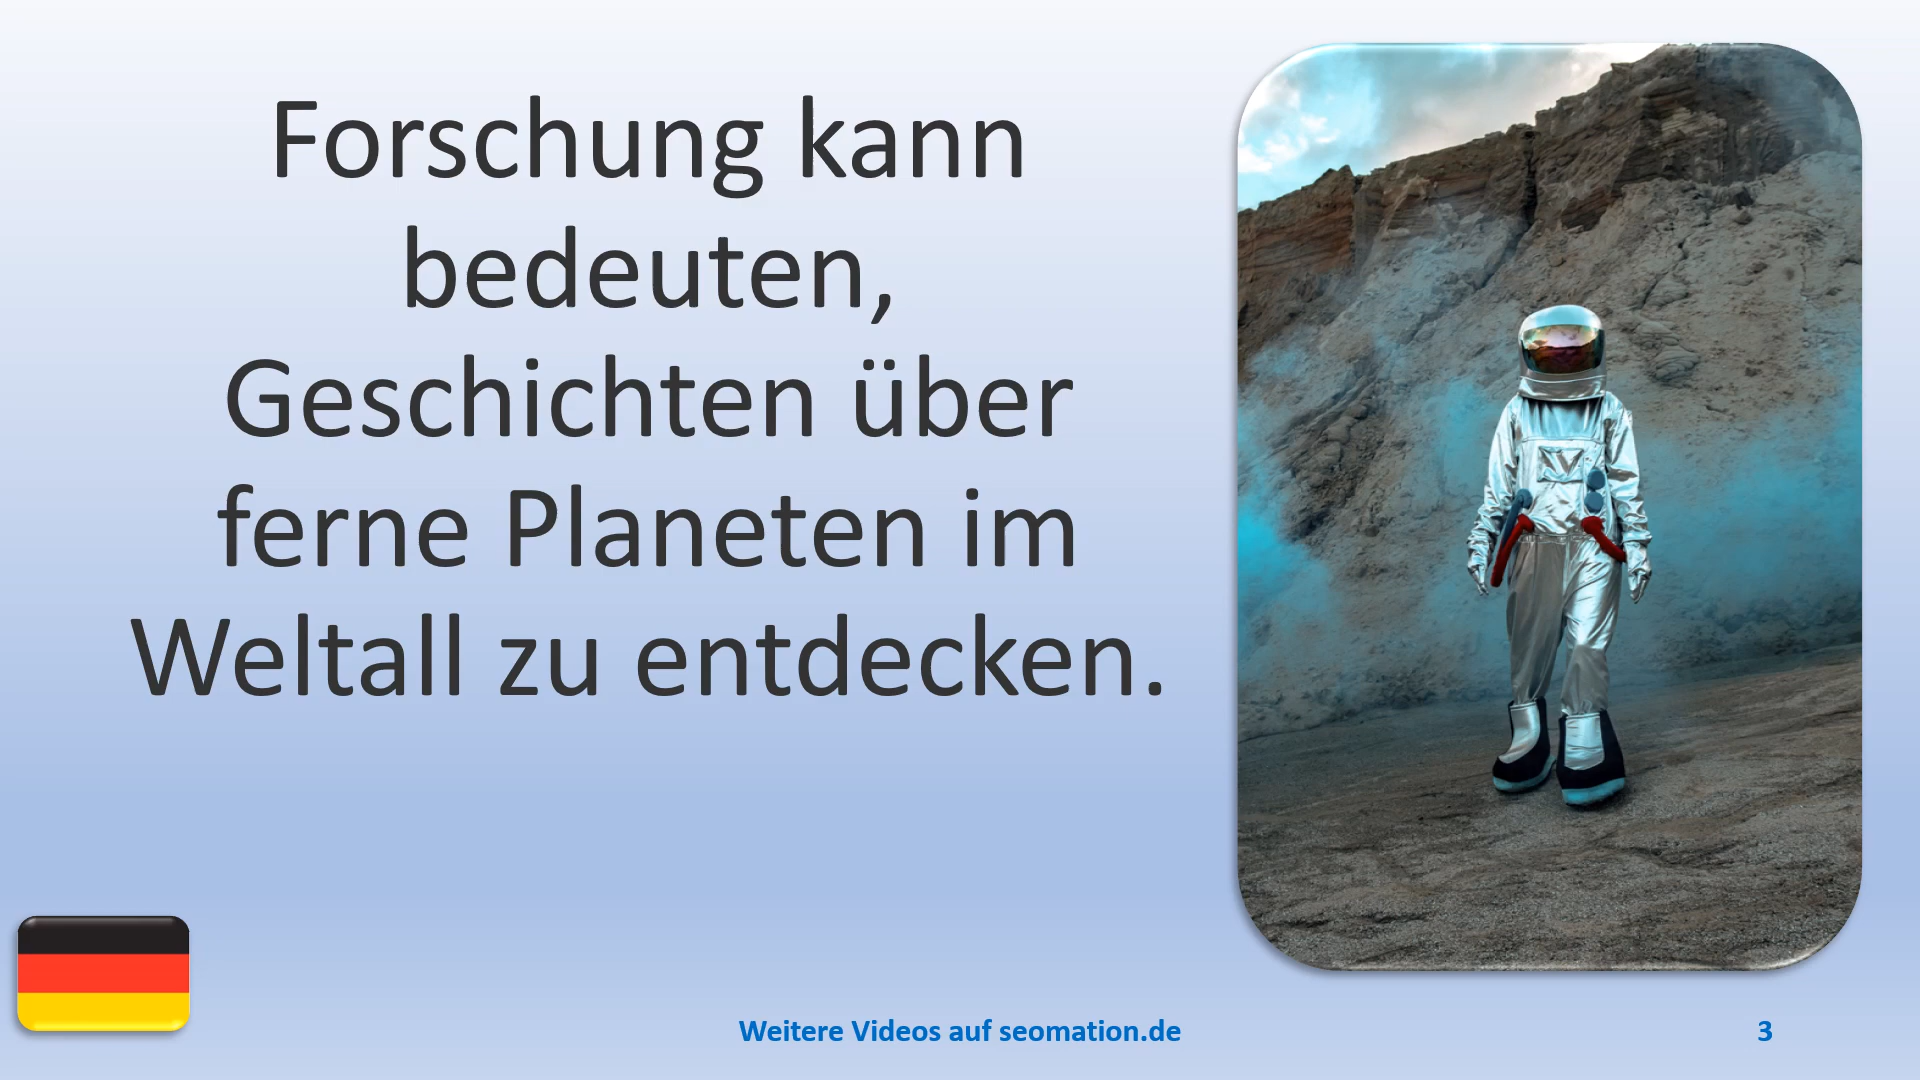 Forschung kann
bedeuten,
Geschichten über
ferne Planeten im
Weltall zu entdecken.
Weitere Videos auf seomation.de
3